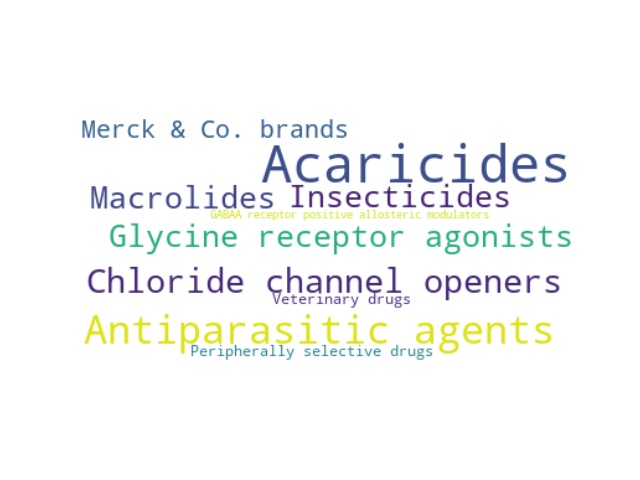 Merck & Co. brands
Acaricides
Macrolides Insecticides
GABAA receptor positive allosteric modulators
Glycine receptor agonists
Chloride channel openers
Veterinary drugs
Antiparasitic agents
Peripherally selective drugs